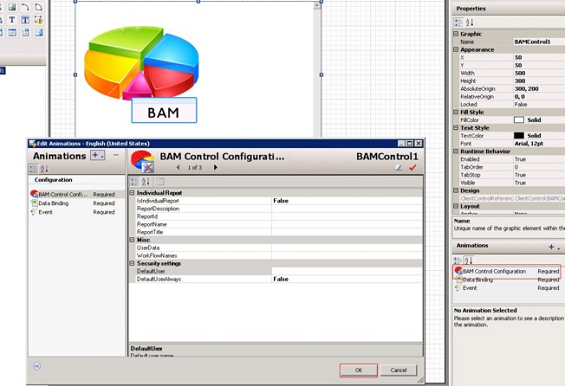 BAM
Edit Animations - English (United States)
Animations
Configuration
BAM Control Confi... Required
Data Binding Required
Event Required
BAM Control Configurati...
BAMControl1
1 of 3
Individual Report
IsIndividualReport False
ReportDescription
ReportId
ReportName
ReportTitle
Misc
UserData
WorkFlowNames
Security settings
DefaultUser
DefaultUserAlways False
DefaultUser
Default user name
OK
Cancel
Properties
Graphic
Name BAMControl1
Appearance
X 50
Y 50
Width 500
Height 300
AbsoluteOrigin 300, 200
RelativeOrigin 0, 0
Locked False
Fill Style
FillColor Solid
Text Style
TextColor Solid
Font Arial, 12pt
Runtime Behavior
Enabled True
TabOrder 0
TabStop True
Visible True
Design
Layout
Name
Unique name of the graphic element within the
Animations
BAM Control Configuration Required
Data Binding Required
Event Required
No Animation Selected
Please select an animation to see a description
the animation.